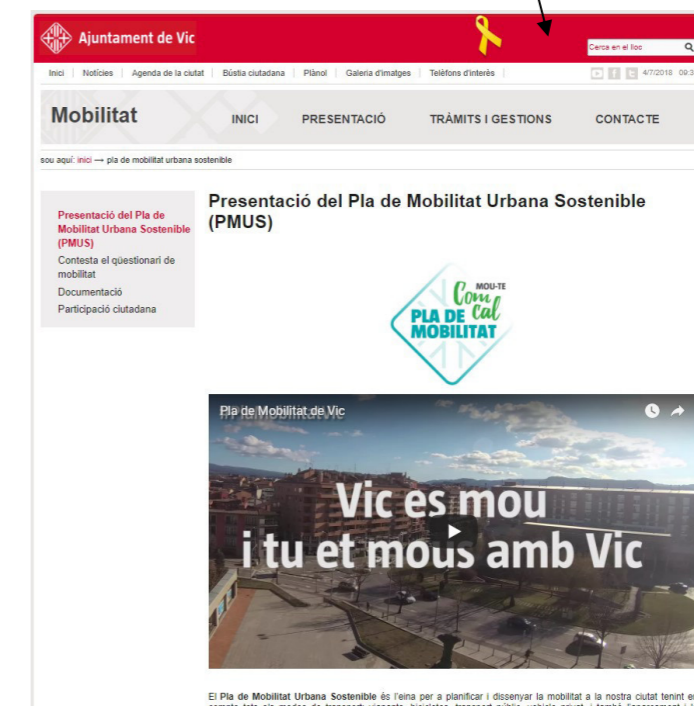 Ajuntament de Vic
Cerca en el lloc
Inici Notícies Agenda de la ciutat Bústia ciutadana Plànol Galeria d'imatges Telèfons d'interès 4/7/2018 09:3
Mobilitat INICI PRESENTACIÓ TRÀMITS I GESTIONS CONTACTE
sou aquí: inici → pla de mobilitat urbana sostenible
Presentació del Pla de
Mobilitat Urbana Sostenible
(PMUS)
Contesta el qüestionari de
mobilitat
Documentació
Participació ciutadana
Presentació del Pla de Mobilitat Urbana Sostenible
(PMUS)
MOU-TE
Com cal
PLA DE
MOBILITAT
Pla de Mobilitat de Vic
Vic es mou
i tu et mous amb Vic
El Pla de Mobilitat Urbana Sostenible és l'eina per a planificar i dissenyar la mobilitat a la nostra ciutat tenint en